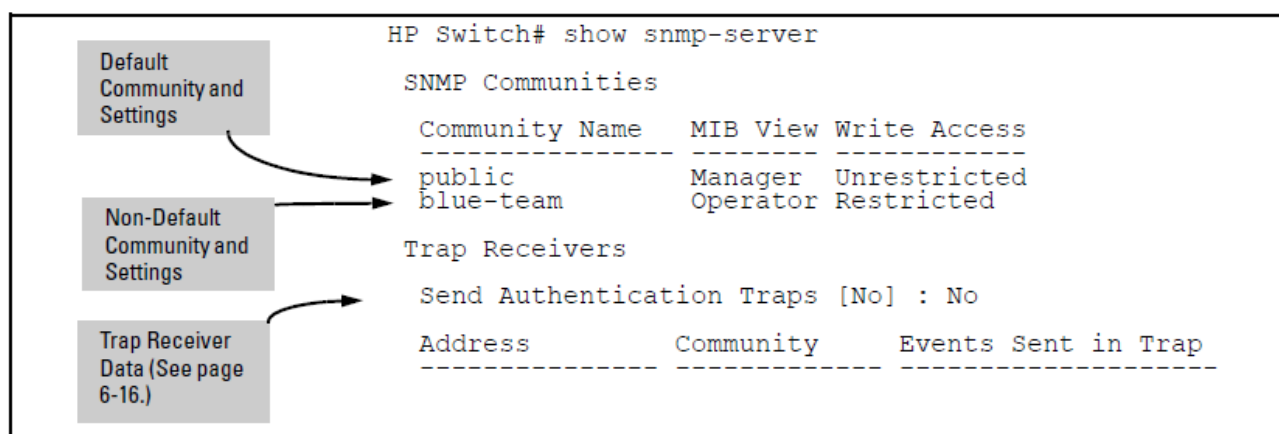 HP Switch# show snmp-server
Default
Community and
Settings
SNMP Communities
Community Name MIB View Write Access
---------------- -------- ------------
public Manager Unrestricted
blue-team Operator Restricted
Non-Default
Community and
Settings
Trap Receivers
Send Authentication Traps [No] : No
Trap Receiver
Data (See page
6-16.)
Address Community Events Sent in Trap
--------------- ------------- --------------------